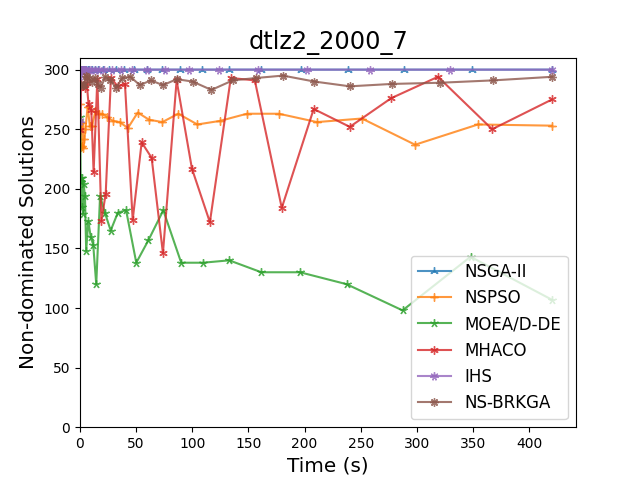 dtlz2_2000_7
Non-dominated Solutions
300
250
200
150
100
50
0
0 50 100 150 200 250 300 350 400
Time (s)
NSGA-II
NSPSO
MOEA/D-DE
MHACO
IHS
NS-BRKGA